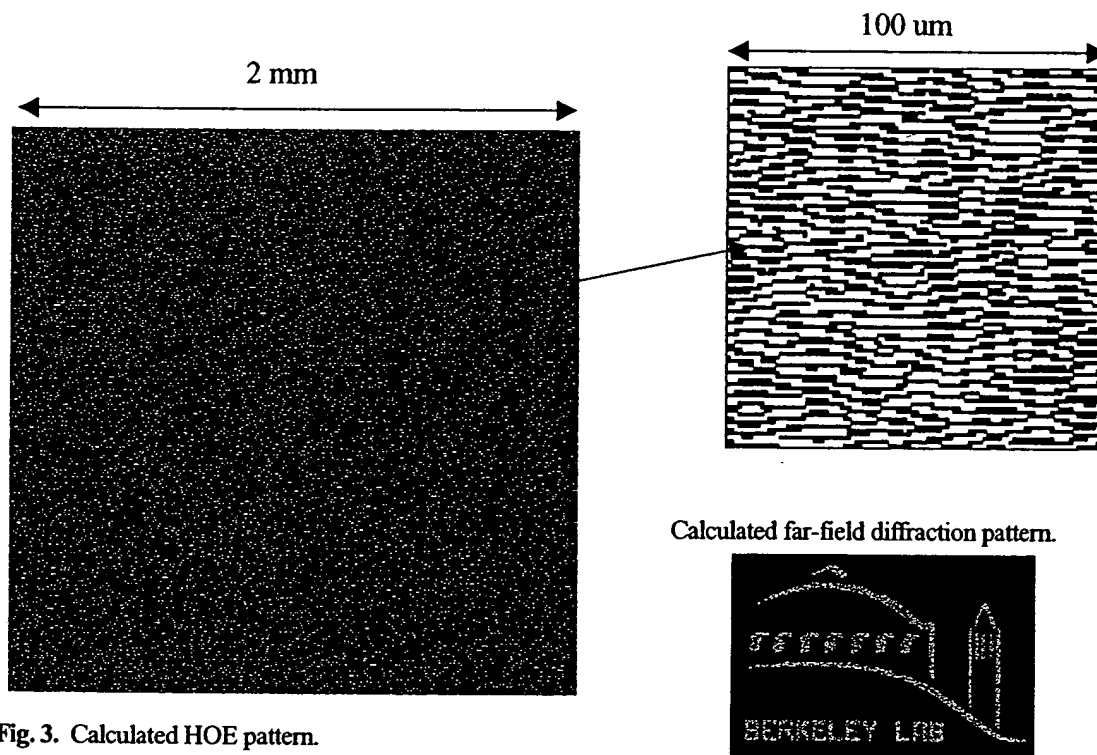 100 um
2 mm
Calculated far-field diffraction pattern.
BERKELEY LAB
Fig. 3. Calculated HOE pattern.